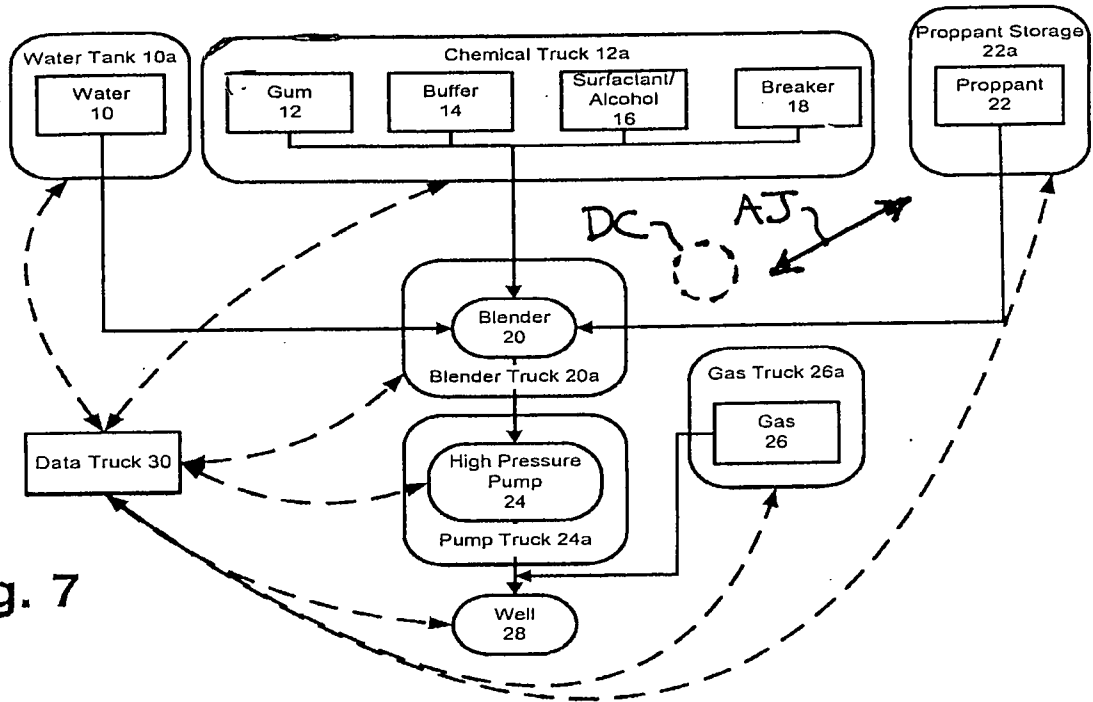 Water Tank 10a
Water
10
Chemical Truck 12a
Gum
12
Buffer
14
Surfactant/
Alcohol
16
Breaker
18
Proppant Storage
22a
Proppant
22
DC
AJ
Blender
20
Blender Truck 20a
Gas Truck 26a
Gas
26
Data Truck 30
High Pressure
Pump
24
Pump Truck 24a
Well
28
g. 7